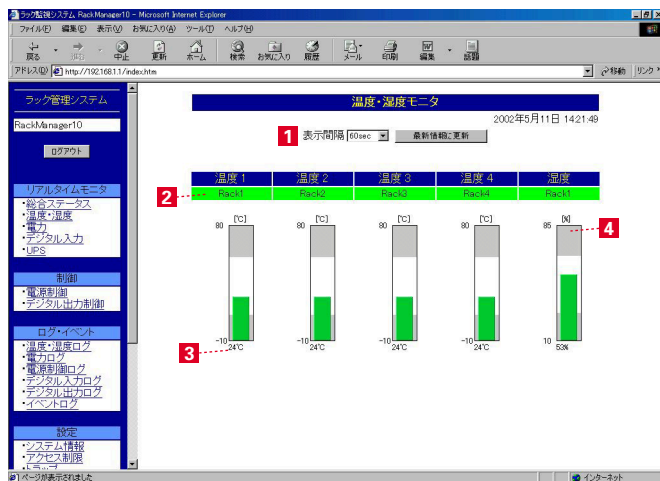 ラック監視システム RackManager10 - Microsoft Internet Explorer
ファイル(F) 編集(E) 表示(V) お気に入り(A) ツール(T) ヘルプ(H)
戻る 進む 中止 更新 ホーム 検索 お気に入り 履歴 メール 印刷 編集 話題
アドレス(D) http://192.168.1.1/index.htm 移動 リンク
ラック管理システム
RackManager10
ログアウト
リアルタイムモニタ
・総合ステータス
・温度・湿度
・電力
・デジタル入力
・UPS
制御
・電源制御
・デジタル出力制御
ログ・イベント
・温度・湿度ログ
・電力ログ
・電源制御ログ
・デジタル入力ログ
・デジタル出力ログ
・イベントログ
設定
・システム情報
・アクセス制限
・トラップ
温度・湿度モニタ
2002年5月11日 14:21:49
1 表示間隔 60sec 最新情報に更新
温度 1 温度 2 温度 3 温度 4 湿度
2 Rack1 Rack2 Rack3 Rack4 Rack1
[℃] [℃] [℃] [℃] [%]
80 80 80 80 85 4
-10 -10 -10 -10 10
3 24℃ 24℃ 24℃ 24℃ 53%
ページが表示されました インターネット